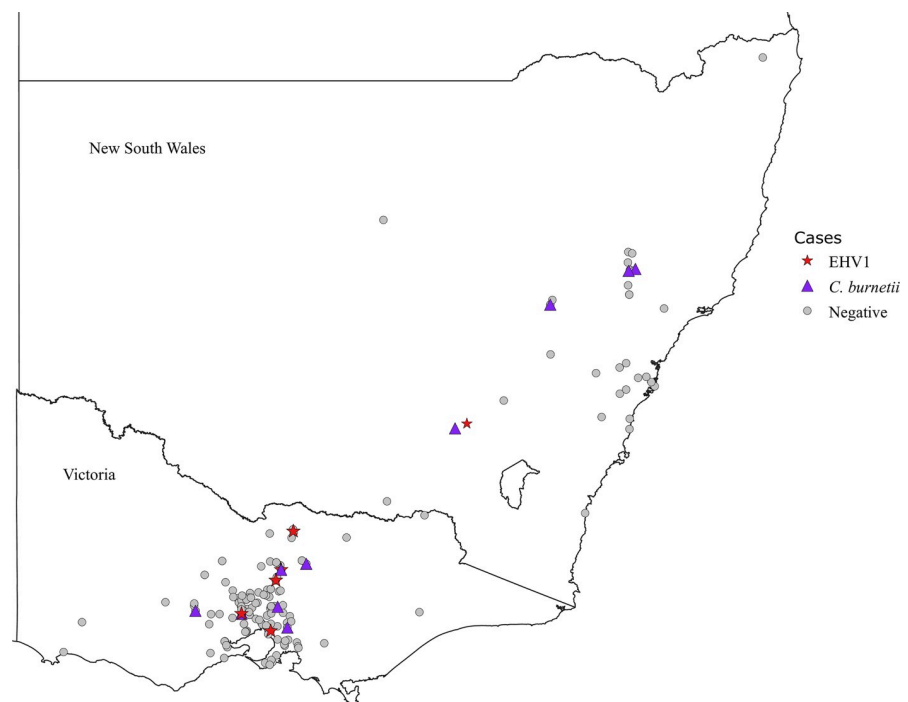 New South Wales
Victoria
Cases
EHV1
C. burnetii
Negative